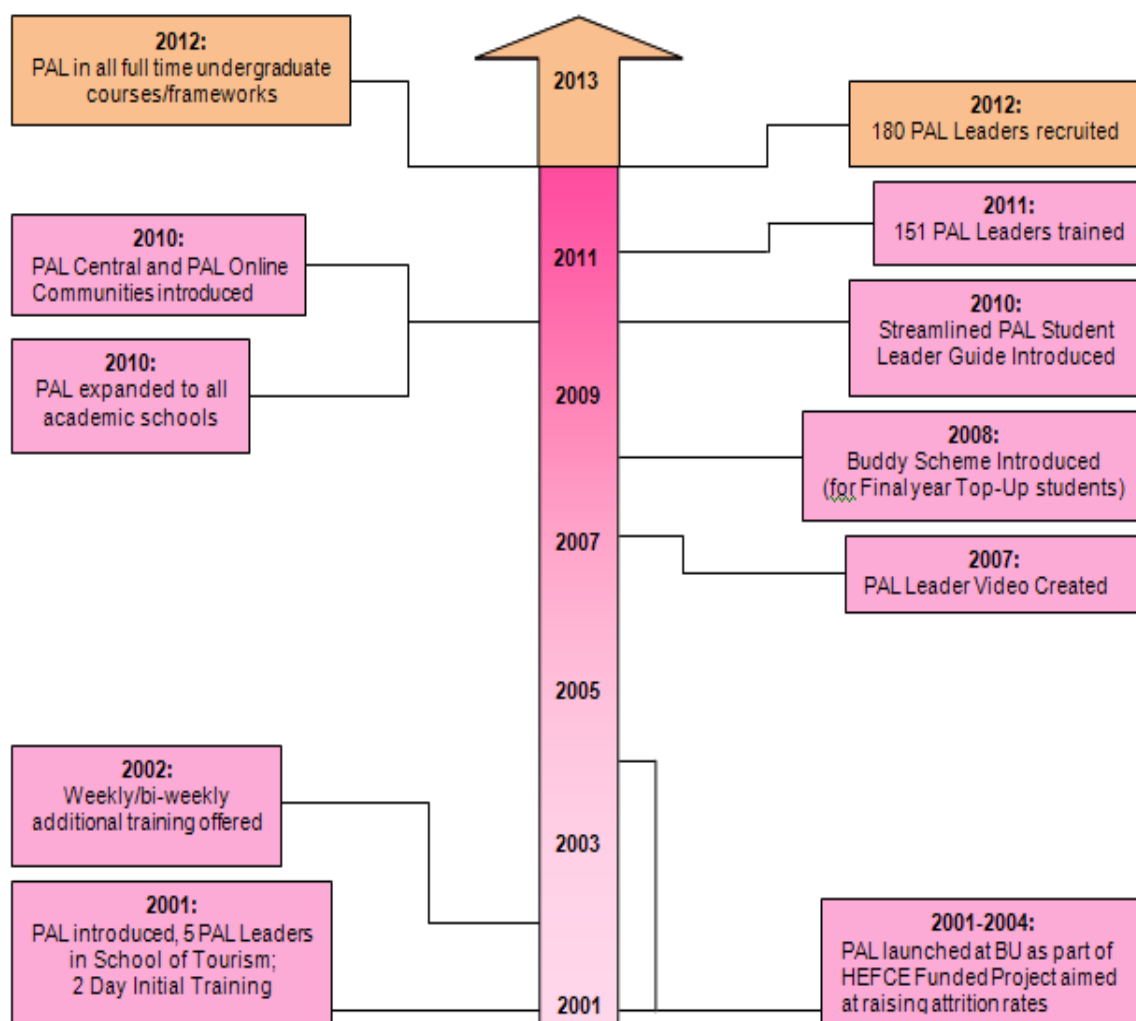 2012:
PAL in all full time undergraduate
courses/frameworks
2010:
PAL Central and PAL Online
Communities introduced
2010:
PAL expanded to all
academic schools
2002:
Weekly/bi-weekly
additional training offered
2001:
PAL introduced, 5 PAL Leaders
in School of Tourism;
2 Day Initial Training
2013
2011
2009
2007
2005
2003
2001
2012:
180 PAL Leaders recruited
2011:
151 PAL Leaders trained
2010:
Streamlined PAL Student
Leader Guide Introduced
2008:
Buddy Scheme Introduced
(for Final year Top-Up students)
2007:
PAL Leader Video Created
2001-2004:
PAL launched at BU as part of
HEFCE Funded Project aimed
at raising attrition rates